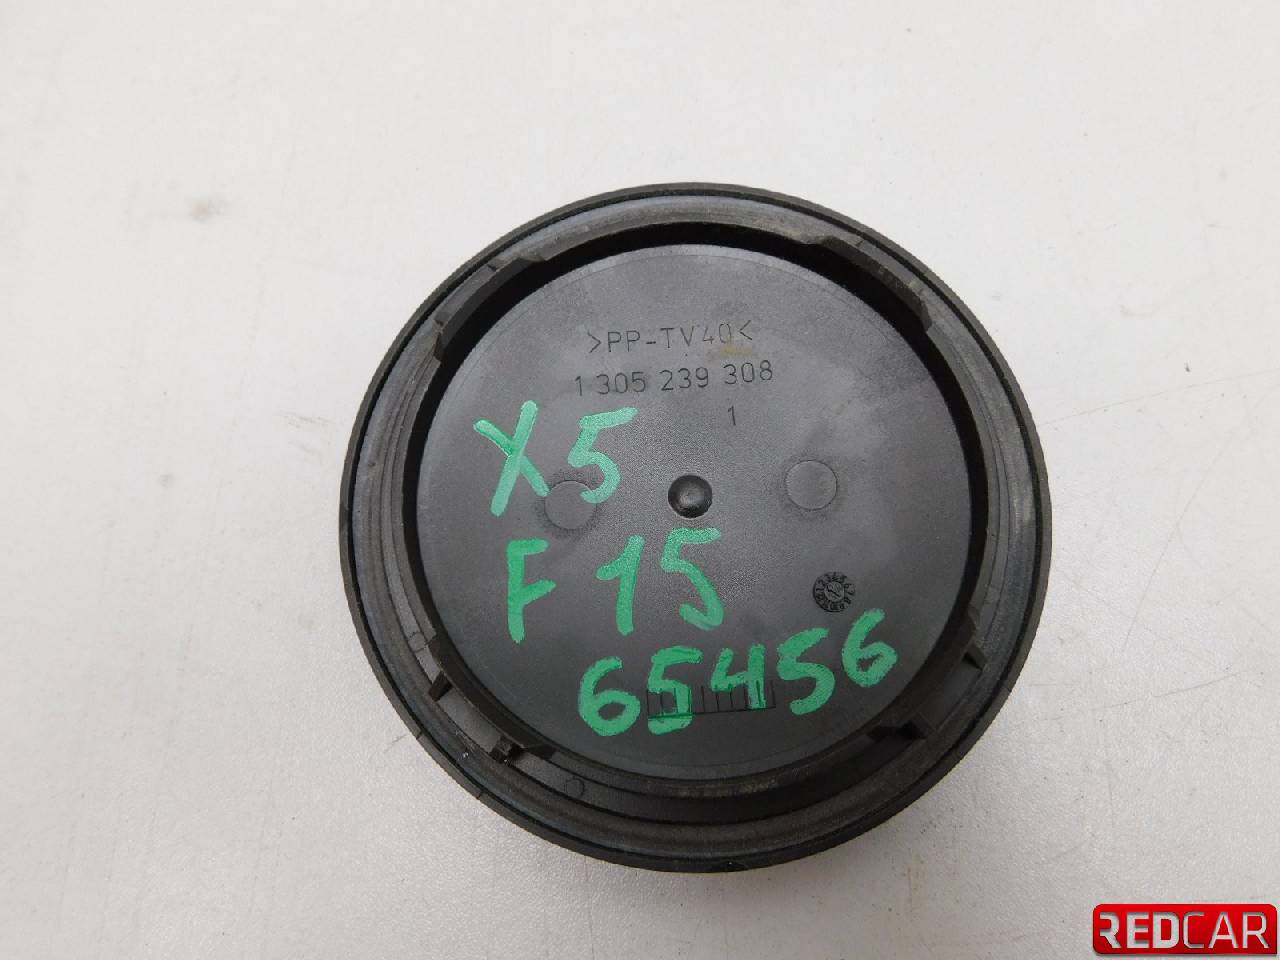 >PP-TV40<
1 305 239 308
1
X5
F15
65456
REDCAR